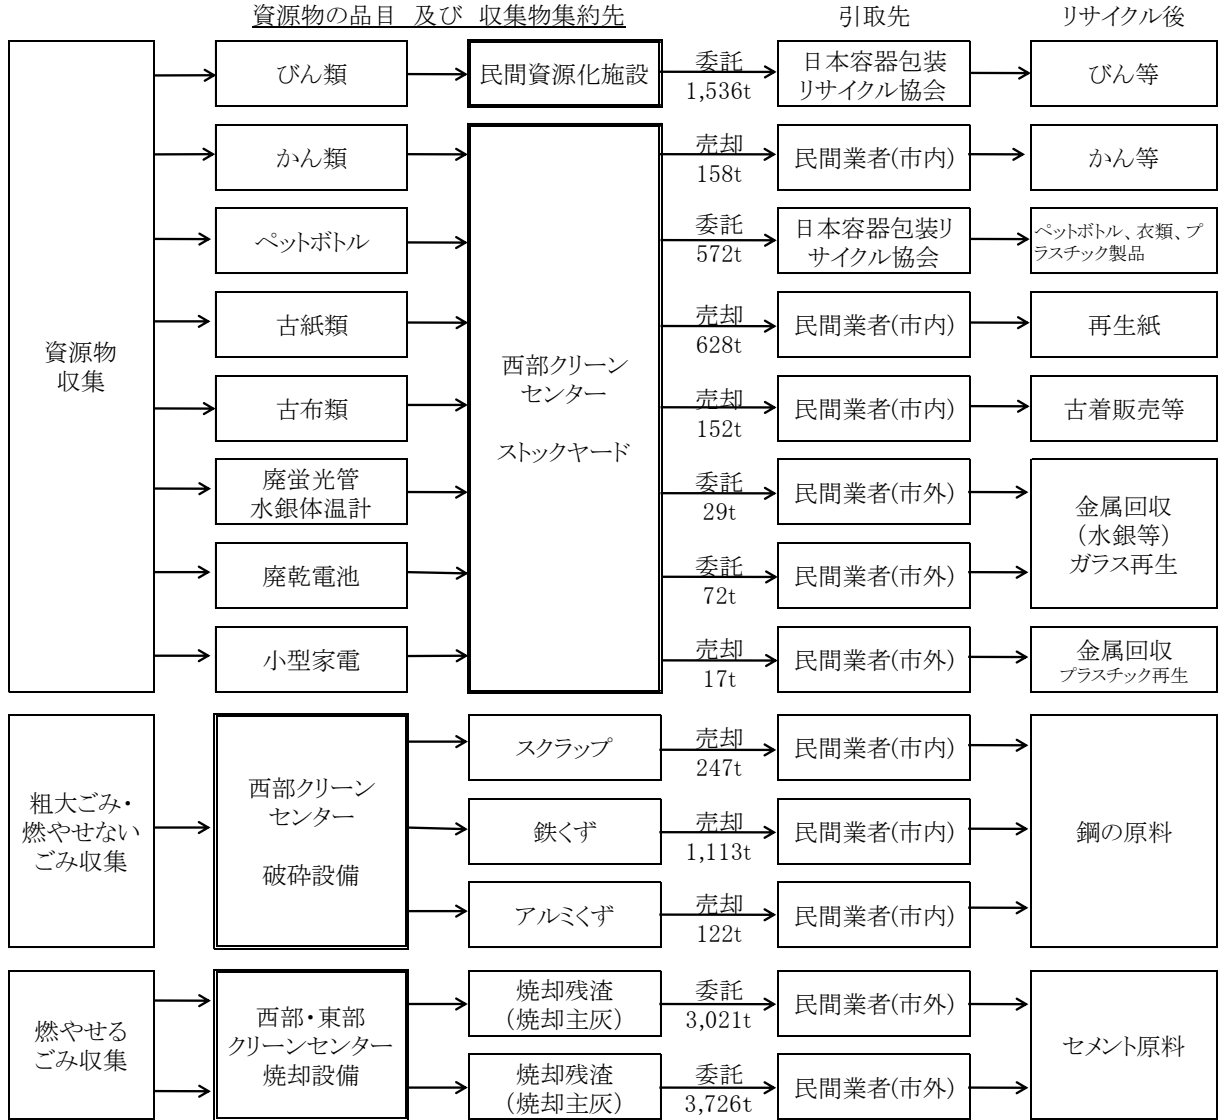 資源物の品目 及び 収集物集約先
引取先
リサイクル後
資源物
収集
びん類
民間資源化施設
委託
1,536t
日本容器包装
リサイクル協会
びん等
かん類
西部クリーン
センター
ストックヤード
売却
158t
民間業者(市内)
かん等
ペットボトル
委託
572t
日本容器包装リ
サイクル協会
ペットボトル、衣類、プ
ラスチック製品
古紙類
売却
628t
民間業者(市内)
再生紙
古布類
売却
152t
民間業者(市内)
古着販売等
廃蛍光管
水銀体温計
委託
29t
民間業者(市外)
金属回収
(水銀等)
ガラス再生
廃乾電池
委託
72t
民間業者(市外)
小型家電
売却
17t
民間業者(市外)
金属回収
プラスチック再生
粗大ごみ・
燃やせない
ごみ収集
西部クリーン
センター
破砕設備
スクラップ
売却
247t
民間業者(市内)
鋼の原料
鉄くず
売却
1,113t
民間業者(市内)
アルミくず
売却
122t
民間業者(市内)
燃やせる
ごみ収集
西部・東部
クリーンセンター
焼却設備
焼却残渣
(焼却主灰)
委託
3,021t
民間業者(市外)
セメント原料
焼却残渣
(焼却主灰)
委託
3,726t
民間業者(市外)